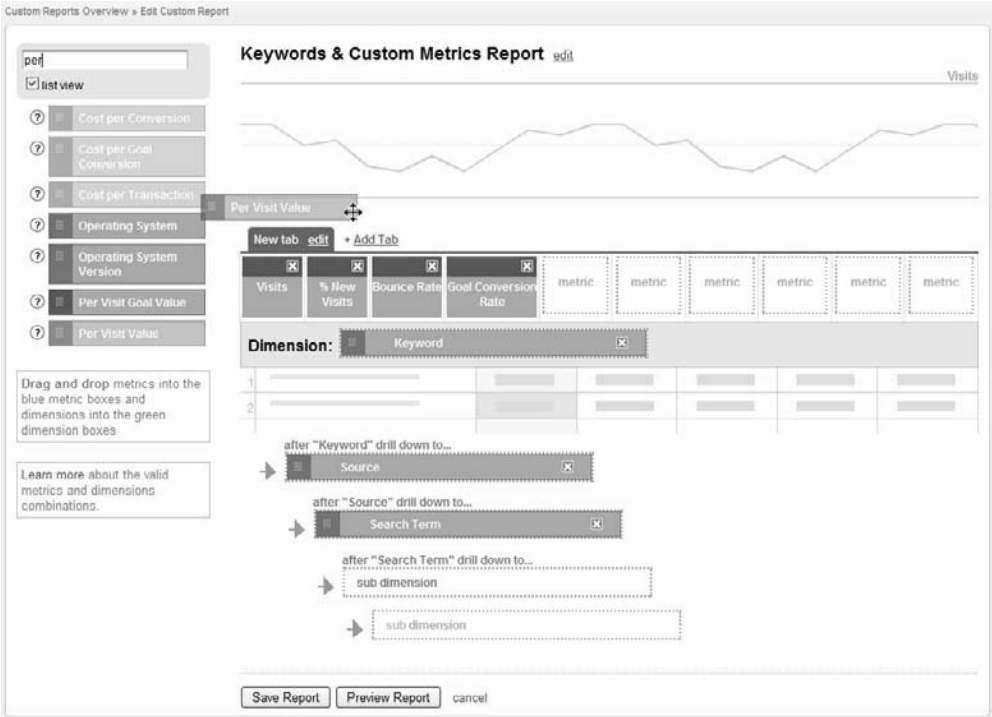 Custom Reports Overview » Edit Custom Report
per
list view
Cost per Conversion
Cost per Goal
Conversion
Cost per Transaction
Operating System
Operating System
Version
Per Visit Goal Value
Per Visit Value
Drag and drop metrics into the
blue metric boxes and
dimensions into the green
dimension boxes
Learn more about the valid
metrics and dimensions
combinations.
Keywords & Custom Metrics Report edit
Visits
Per Visit Value
New tab edit + Add Tab
Visits
% New
Visits
Bounce Rate
Goal Conversion
Rate
metric
metric
metric
metric
metric
metric
Dimension: Keyword
1
2
after "Keyword" drill down to...
Source
after "Source" drill down to...
Search Term
after "Search Term" drill down to...
sub dimension
sub dimension
Save Report Preview Report cancel